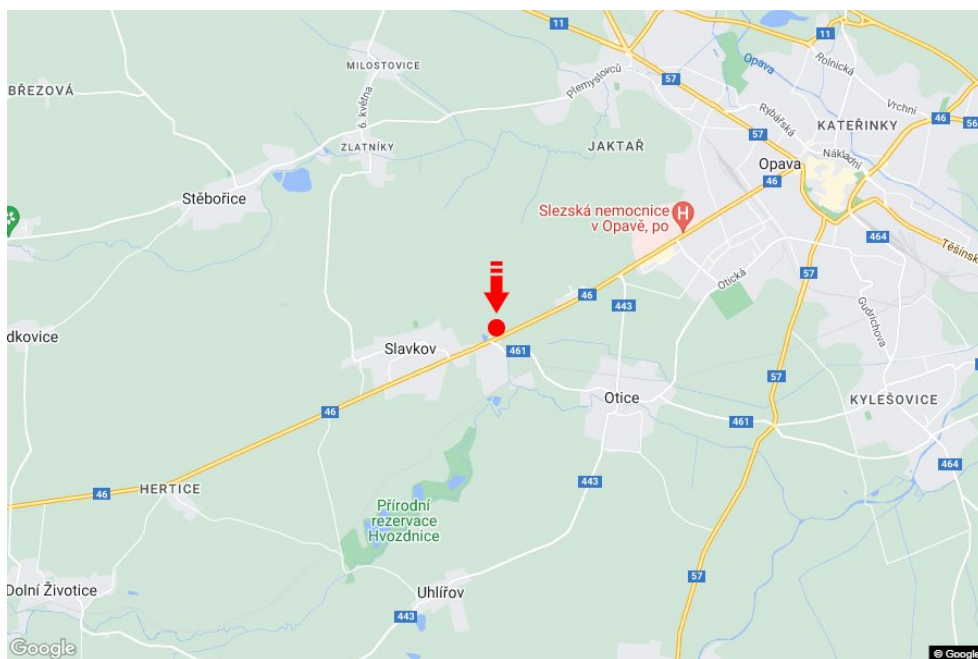 11
11
MILOSTOVICE
Opava
Rolnická
57
BŘEZOVÁ
Přemyslovců
Vrchní
6. května
Rybářská
46
56
KATEŘINKY
57
ZLATNÍKY
JAKTAŘ
Nákladní
Opava
46
Stěbořice
Slezská nemocnice
v Opavě, po
H
464
Těšínsk
57
Otická
46
443
Gudrichova
dkovice
Slavkov
461
57
46
Otice
KYLEŠOVICE
461
464
46
HERTICE
443
Přírodní
rezervace
Hvozdnice
57
Dolní Životice
Uhlířov
443
Google
© Google